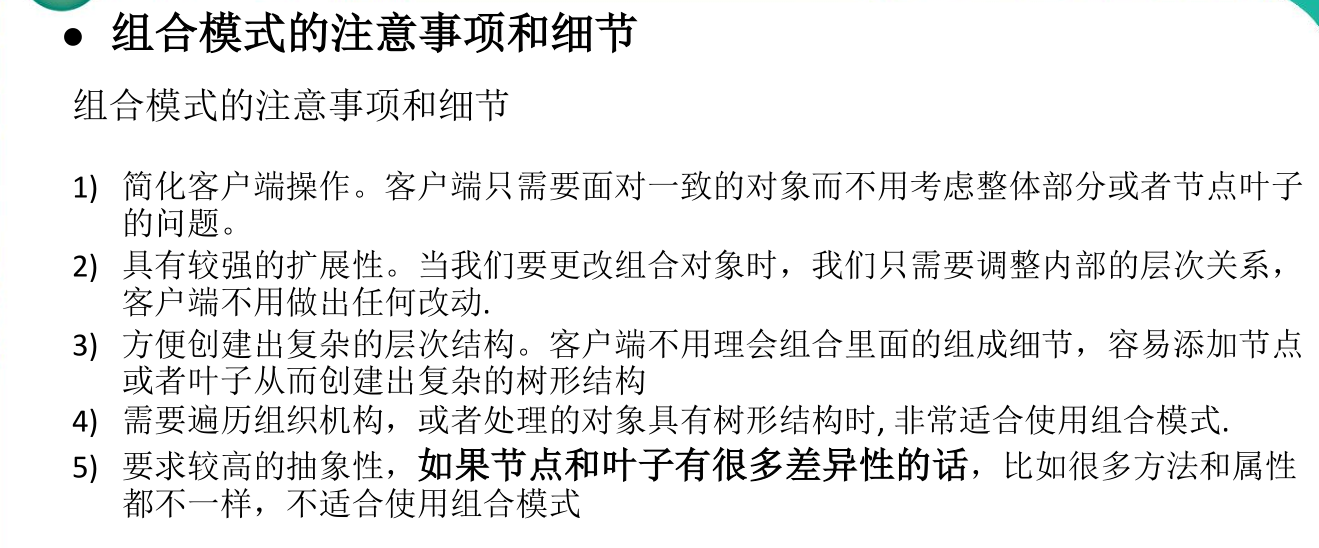 ● 组合模式的注意事项和细节
组合模式的注意事项和细节
1) 简化客户端操作。客户端只需要面对一致的对象而不用考虑整体部分或者节点叶子
的问题。
2) 具有较强的扩展性。当我们要更改组合对象时，我们只需要调整内部的层次关系，
客户端不用做出任何改动.
3) 方便创建出复杂的层次结构。客户端不用理会组合里面的组成细节，容易添加节点
或者叶子从而创建出复杂的树形结构
4) 需要遍历组织机构，或者处理的对象具有树形结构时, 非常适合使用组合模式.
5) 要求较高的抽象性，如果节点和叶子有很多差异性的话，比如很多方法和属性
都不一样，不适合使用组合模式